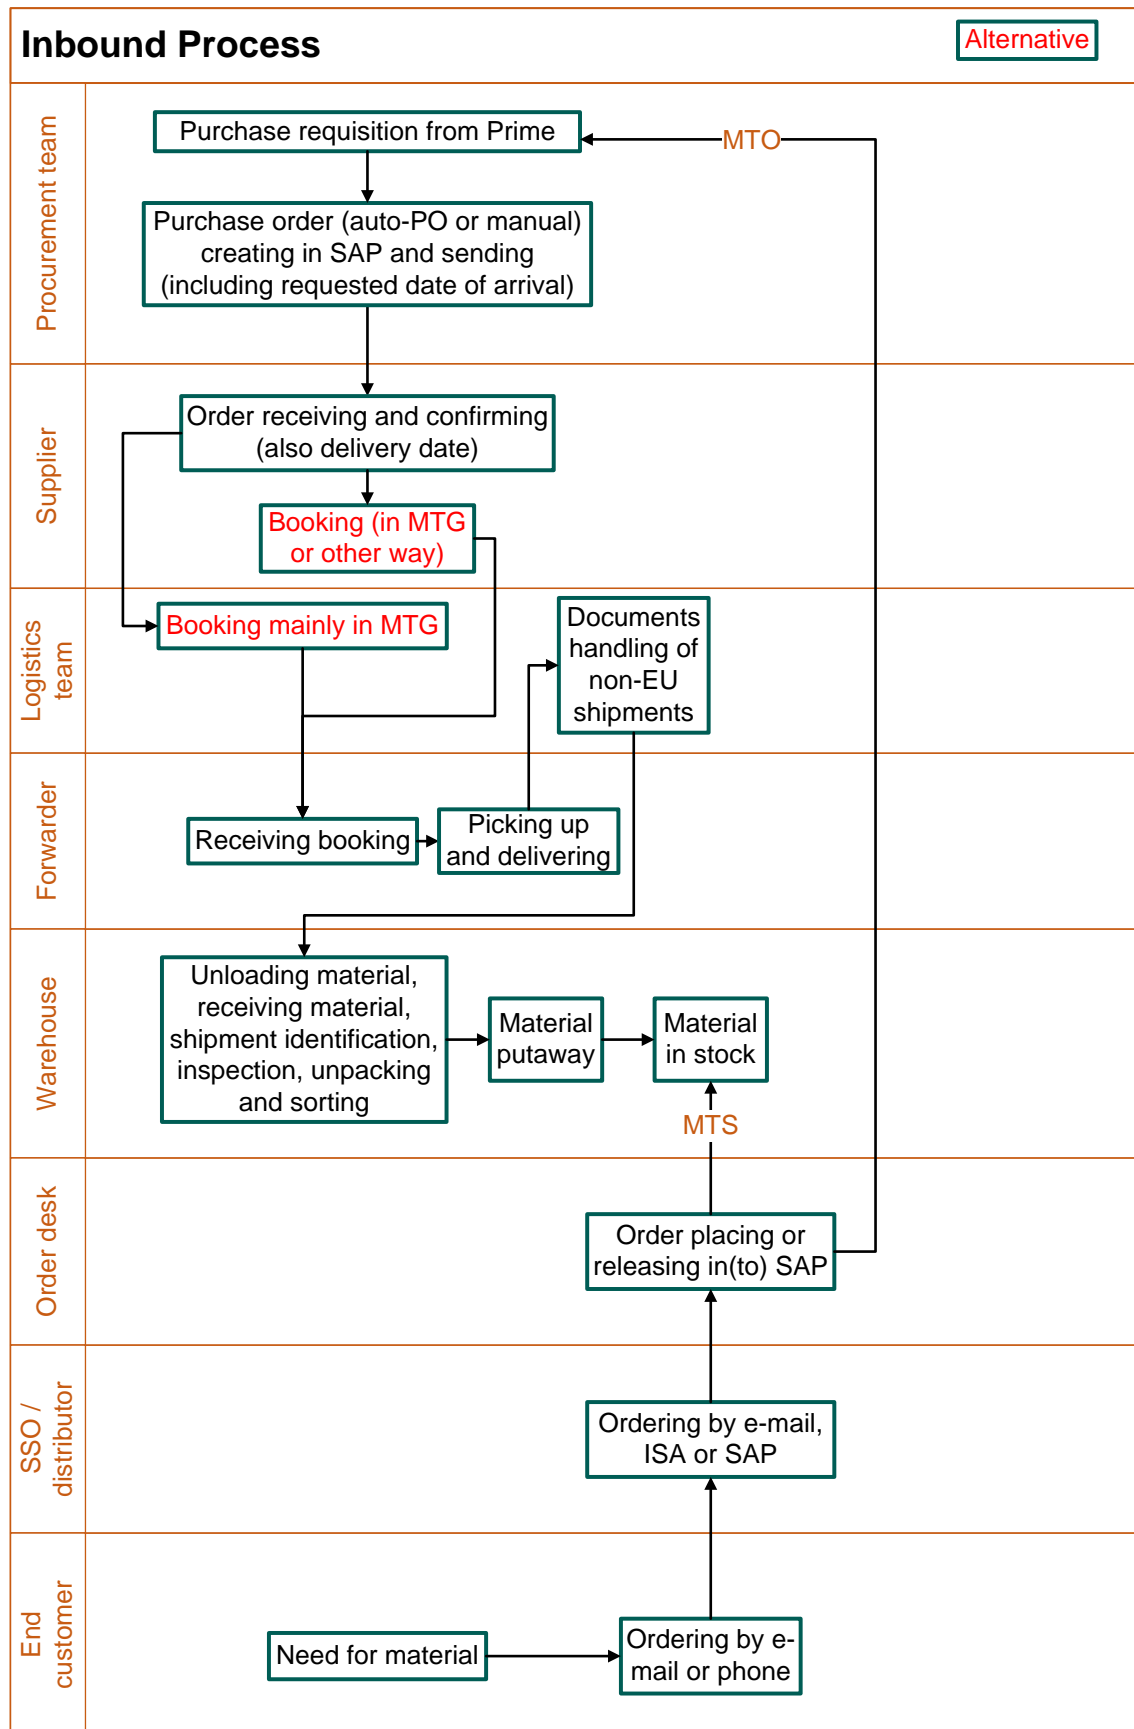 Inbound Process
Alternative
Procurement team
Purchase requisition from Prime
MTO
Purchase order (auto-PO or manual)
creating in SAP and sending
(including requested date of arrival)
Supplier
Order receiving and confirming
(also delivery date)
Booking (in MTG
or other way)
Logistics
team
Booking mainly in MTG
Documents
handling of
non-EU
shipments
Forwarder
Receiving booking
Picking up
and delivering
Warehouse
Unloading material,
receiving material,
shipment identification,
inspection, unpacking
and sorting
Material
putaway
Material
in stock
MTS
Order desk
Order placing or
releasing in(to) SAP
SSO /
distributor
Ordering by e-mail,
ISA or SAP
End
customer
Need for material
Ordering by e-
mail or phone